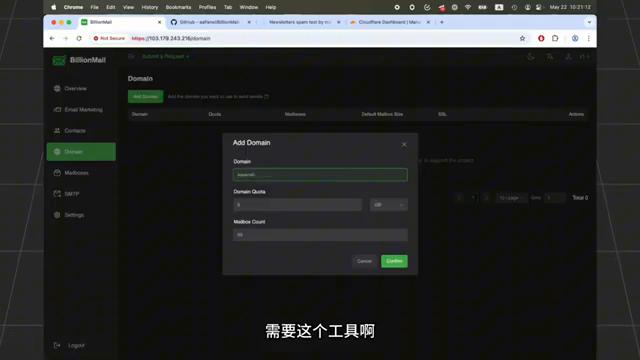 Chrome File Edit View History Bookmarks Profiles Tab Window Help May 22 10:21:12
BillionMail
GitHub - aaPanel/BillionMail
Newsletters spam test by m
Cloudflare Dashboard | Ma
Not Secure https://103.179.243.216/domain
BillionMail
Submit a Request
Domain
Overview
Email Marketing
Contacts
Domain
Mailboxes
SMTP
Settings
Logout
Add Domain
Add the domain you want to use to send emails
Domain Quota Mailboxes Default Mailbox Size SSL Actions
to support the project
1 10 / page Goto Total 0
Add Domain
Domain
Domain Quota
5 GB
Mailbox Count
50
Cancel Confirm
需要这个工具啊